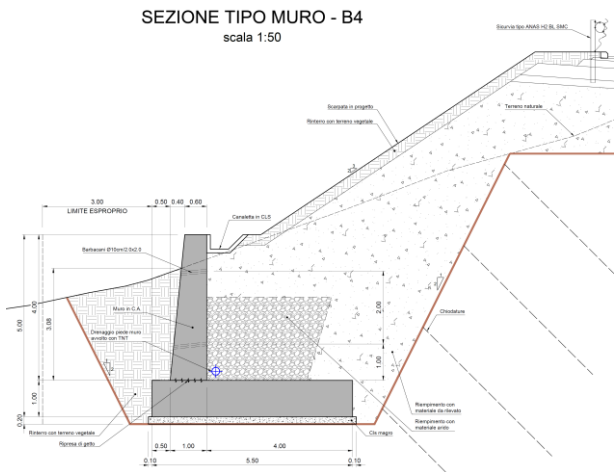 SEZIONE TIPO MURO - B4
scala 1:50
Sicurvia tipo ANAS H2 BL SMC
Scarpata in progetto
Rinterro con terreno vegetale
Terreno naturale
3.00
0.50
0.40
0.60
LIMITE ESPROPRIO
Canaletta in CLS
Barbacani Ø10cm/2.0x2.0
5.00
4.00
3.08
2.00
Muro in C.A.
Chiodature
Drenaggio piede muro
avvolto con TNT
1.00
1.00
0.20
Riempimento con
materiale da rilevato
Riempimento con
materiale arido
Rinterro con terreno vegetale
Ripresa di getto
Cls magro
0.50
1.00
4.00
0.10
5.50
0.10